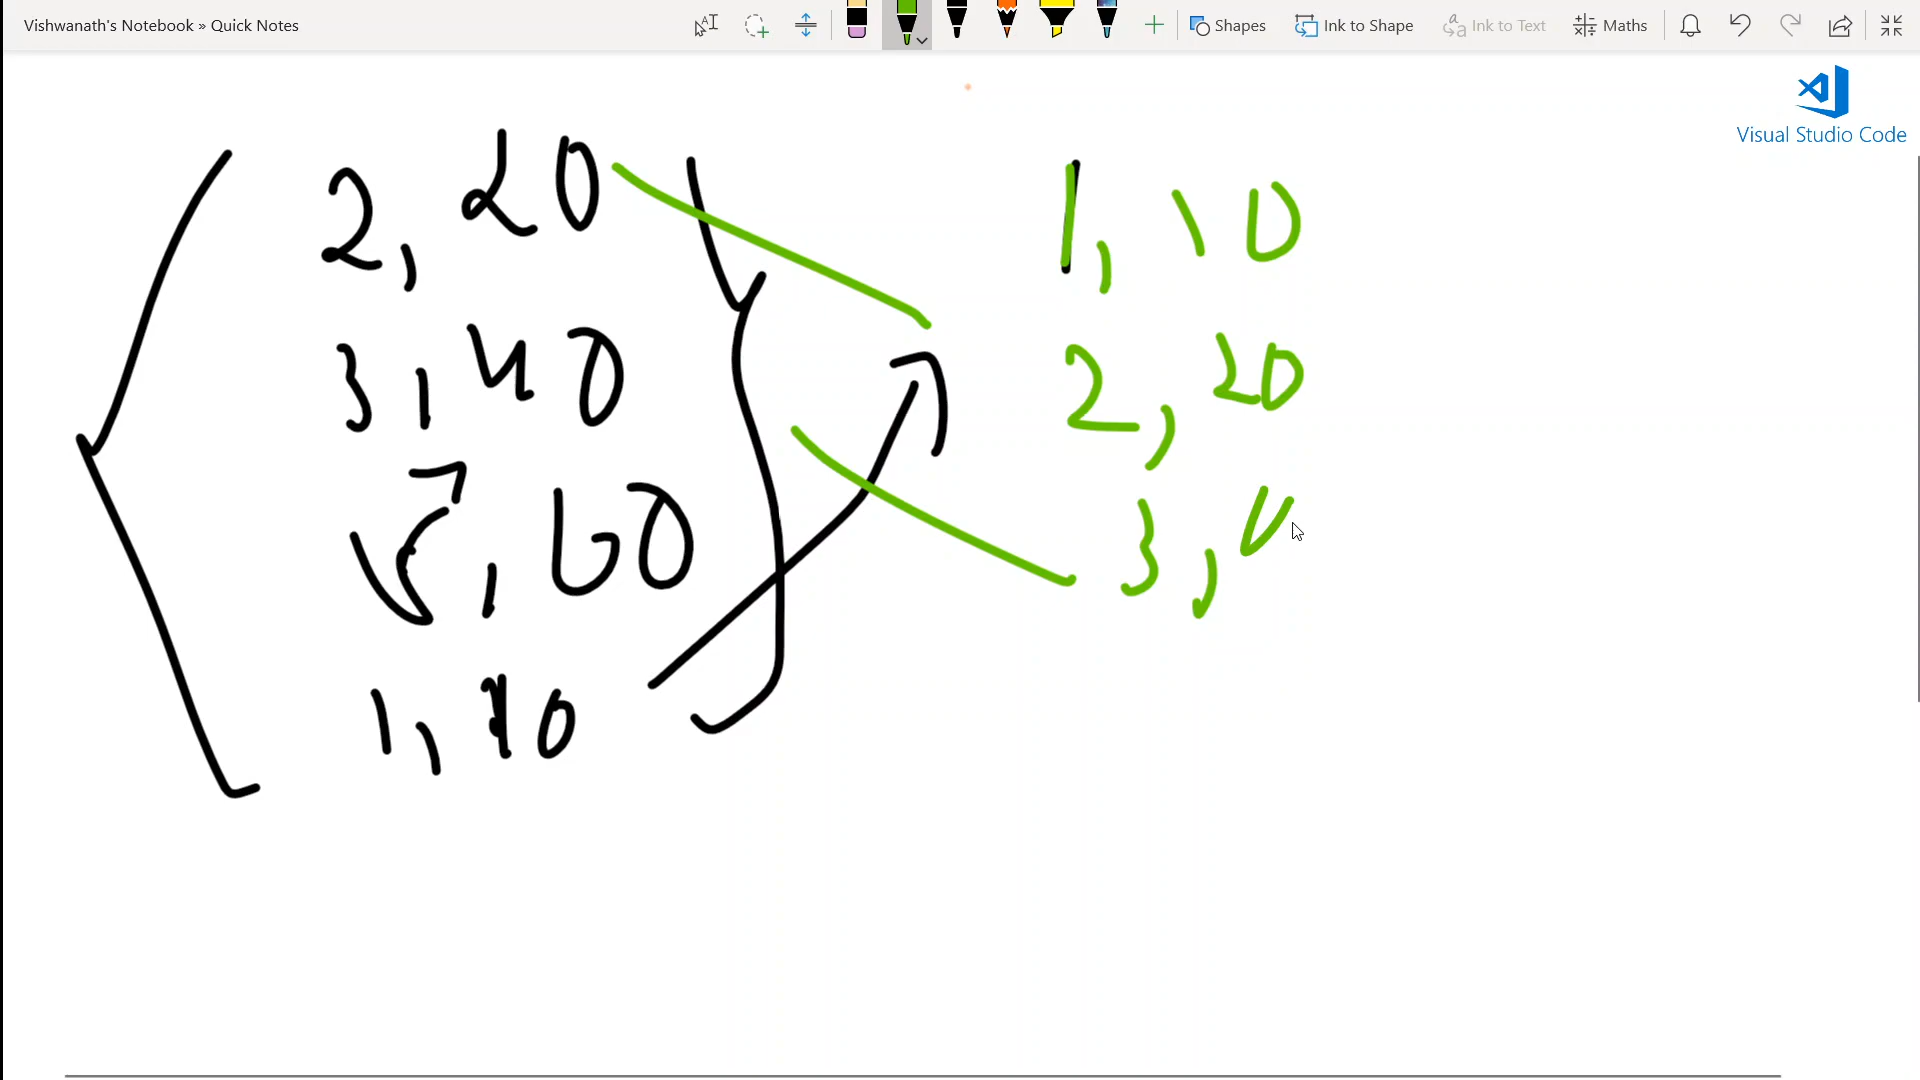 Vishwanath's Notebook » Quick Notes
Shapes
Ink to Shape
Ink to Text
Maths
Visual Studio Code
2, 20
3, 40
5, 60
1, 10
1, 10
2, 20
3, 4